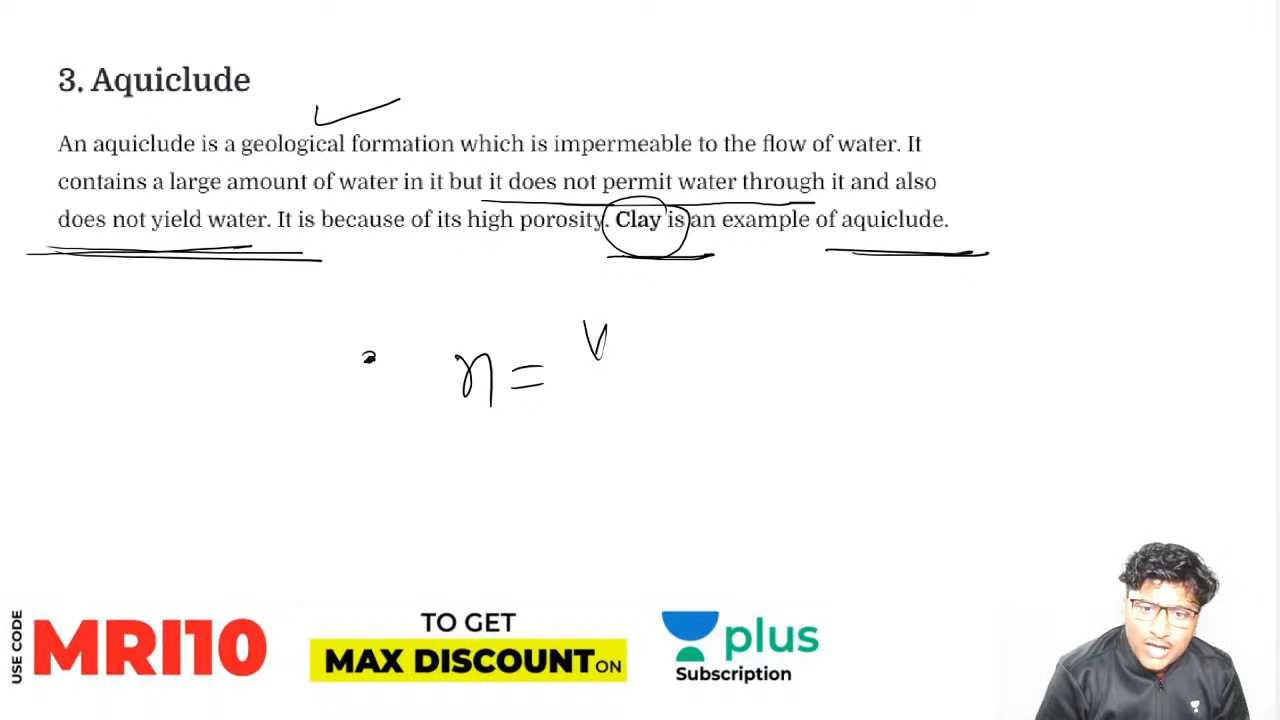 3. Aquiclude
An aquiclude is a geological formation which is impermeable to the flow of water. It
contains a large amount of water in it but it does not permit water through it and also
does not yield water. It is because of its high porosity. Clay is an example of aquiclude.
n = V
USE CODE
MRI10
TO GET
MAX DISCOUNT ON
plus
Subscription